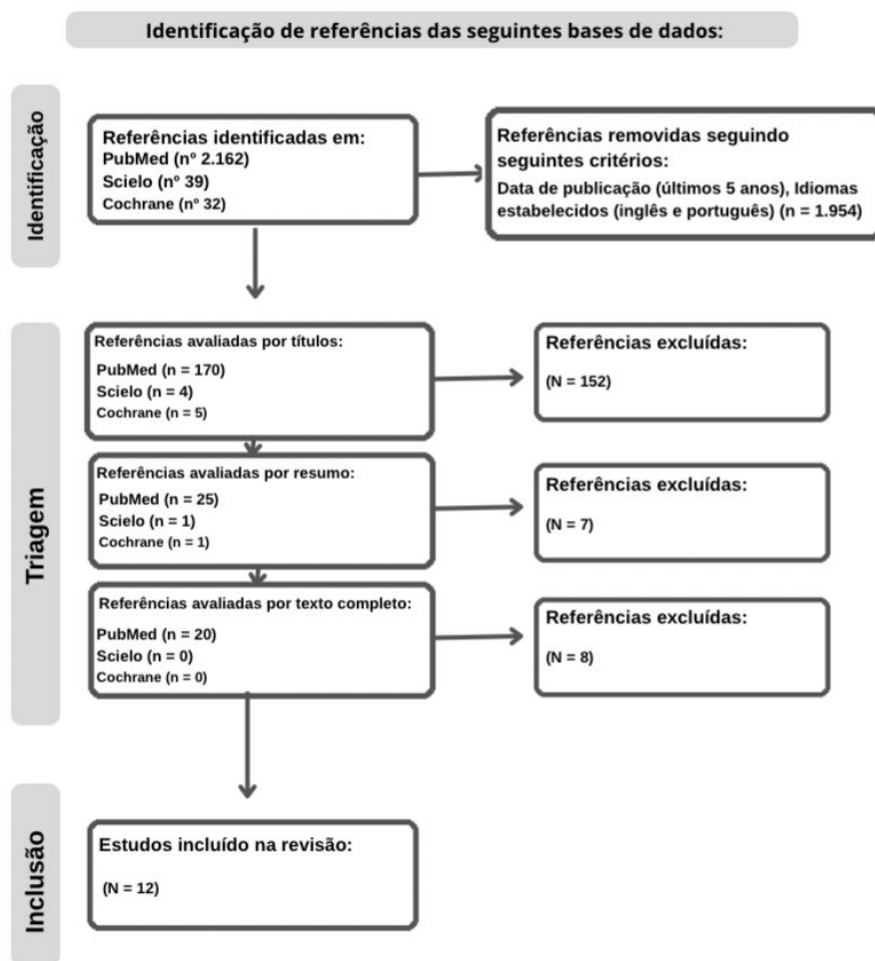 Identificação de referências das seguintes bases de dados:
Identificação
Referências identificadas em:
PubMed (nº 2.162)
Scielo (nº 39)
Cochrane (nº 32)
Referências removidas seguindo
seguintes critérios:
Data de publicação (últimos 5 anos), Idiomas
estabelecidos (inglês e português) (n = 1.954)
Triagem
Referências avaliadas por títulos:
PubMed (n = 170)
Scielo (n = 4)
Cochrane (n = 5)
Referências excluídas:
(N = 152)
Referências avaliadas por resumo:
PubMed (n = 25)
Scielo (n = 1)
Cochrane (n = 1)
Referências excluídas:
(N = 7)
Referências avaliadas por texto completo:
PubMed (n = 20)
Scielo (n = 0)
Cochrane (n = 0)
Referências excluídas:
(N = 8)
Inclusão
Estudos incluído na revisão:
(N = 12)